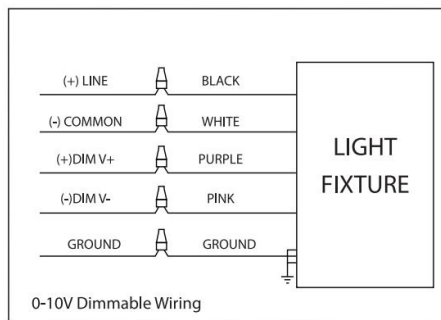 (+) LINE BLACK
(-) COMMON WHITE
(+)DIM V+ PURPLE
(-)DIM V- PINK
GROUND GROUND
LIGHT
FIXTURE
0-10V Dimmable Wiring